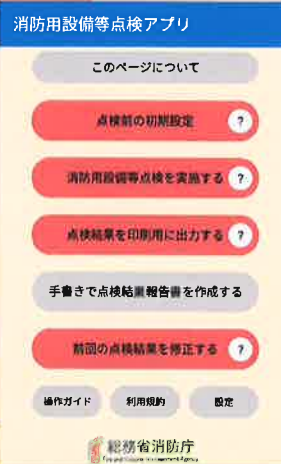 消防用設備等点検アプリ
このページについて
点検前の初期設定 ?
消防用設備等点検を実施する ?
点検結果を印刷用に出力する ?
手書きで点検結果報告書を作成する
前回の点検結果を修正する ?
操作ガイド 利用規約 設定
総務省消防庁
Fire and Disaster Management Agency